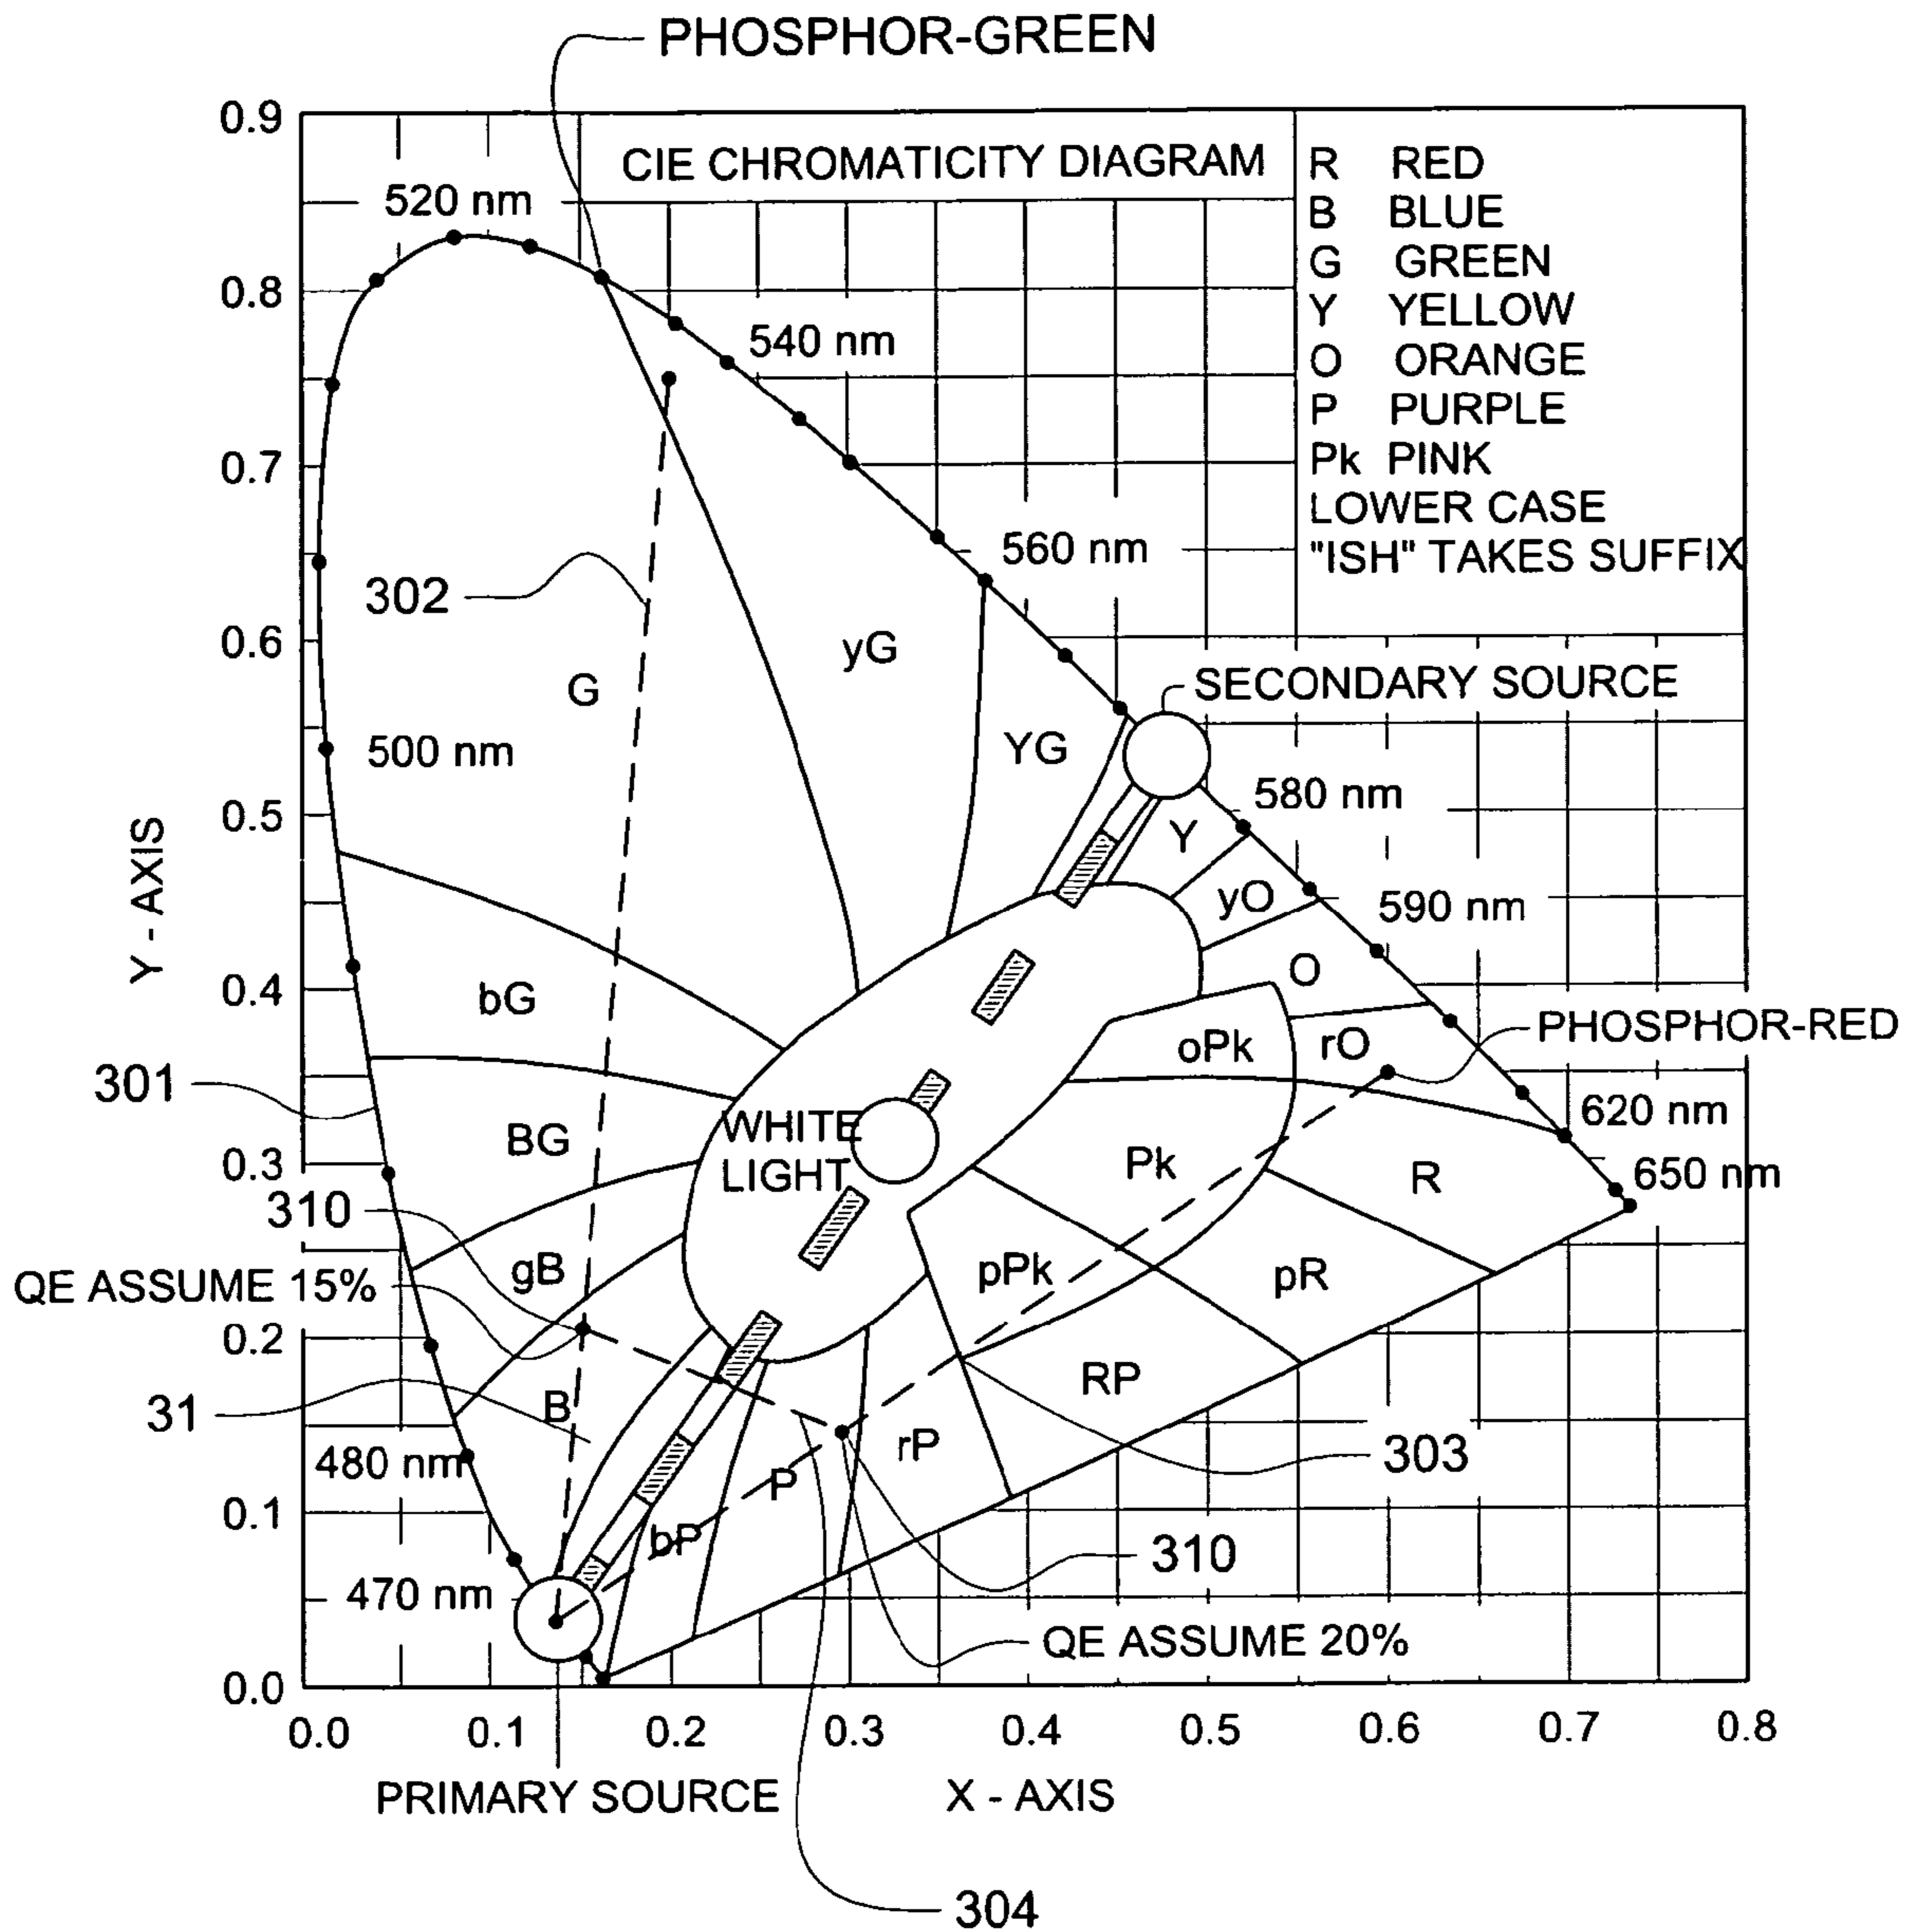 PHOSPHOR-GREEN
0.9
CIE CHROMATICITY DIAGRAM
R RED
B BLUE
G GREEN
Y YELLOW
O ORANGE
P PURPLE
Pk PINK
LOWER CASE
"ISH" TAKES SUFFIX
520 nm
0.8
540 nm
0.7
560 nm
302
0.6
yG
G
SECONDARY SOURCE
500 nm
YG
580 nm
0.5
Y
Y - AXIS
yO
590 nm
O
0.4
bG
PHOSPHOR-RED
oPk
rO
301
620 nm
BG
WHITE
LIGHT
0.3
Pk
R
650 nm
310
gB
pPk
pR
QE ASSUME 15%
0.2
RP
31
B
rP
303
480 nm
P
0.1
bP
310
470 nm
QE ASSUME 20%
0.0
0.0 0.1 0.2 0.3 0.4 0.5 0.6 0.7 0.8
PRIMARY SOURCE
X - AXIS
304